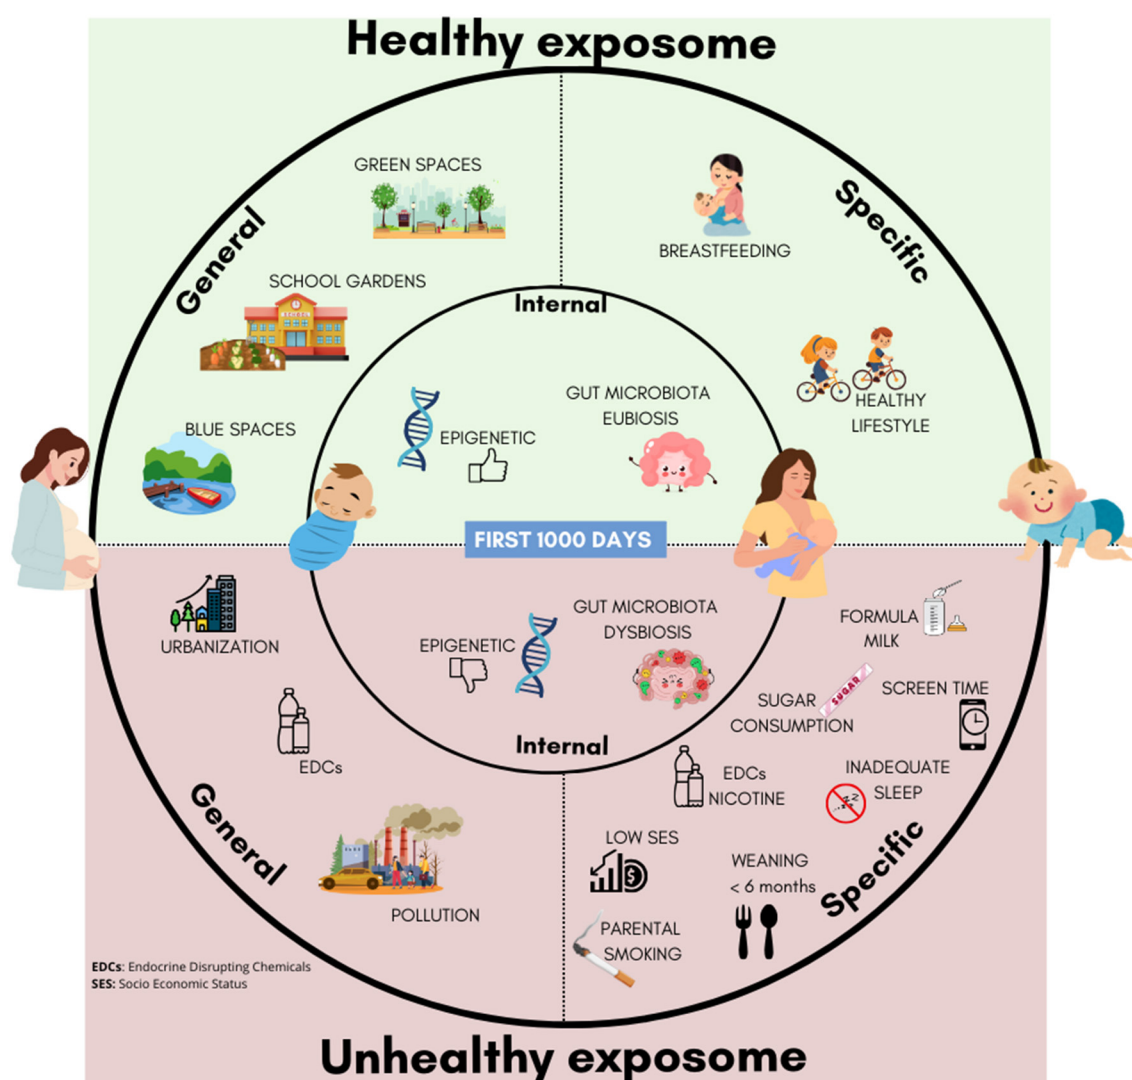 Healthy exposome
GREEN SPACES
General
SCHOOL GARDENS
SCHOOL
BLUE SPACES
BREASTFEEDING
Specific
HEALTHY
LIFESTYLE
Internal
EPIGENETIC
GUT MICROBIOTA
EUBIOSIS
FIRST 1000 DAYS
EPIGENETIC
GUT MICROBIOTA
DYSBIOSIS
Internal
URBANIZATION
EDCs
General
POLLUTION
FORMULA
MILK
SUGAR
CONSUMPTION
SUGAR
SCREEN TIME
EDCs
NICOTINE
INADEQUATE
SLEEP
zzz
LOW SES
$
WEANING
< 6 months
Specific
PARENTAL
SMOKING
EDCs: Endocrine Disrupting Chemicals
SES: Socio Economic Status
Unhealthy exposome